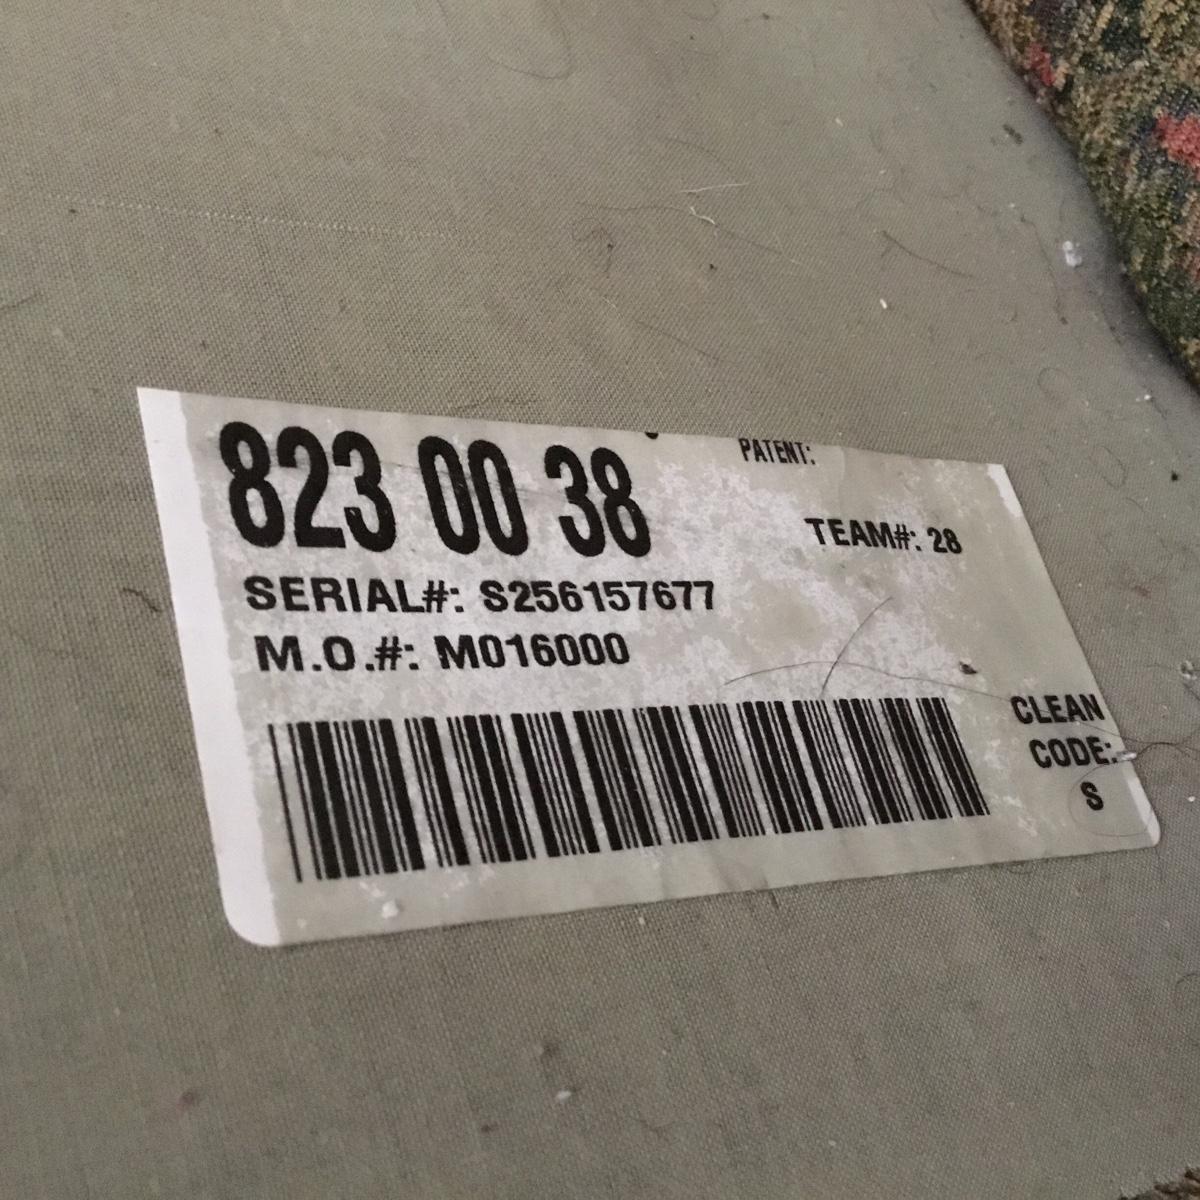 823 00 38
PATENT:
TEAM#: 28
SERIAL#: S256157677
M.O.#: M016000
CLEAN
CODE:
S